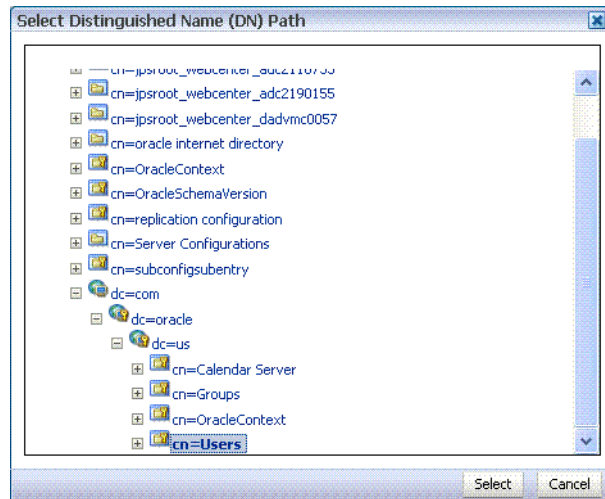 Select Distinguished Name (DN) Path
cn=jpsroot_webcenter_adc2110733
cn=jpsroot_webcenter_adc2190155
cn=jpsroot_webcenter_dadvmc0057
cn=oracle internet directory
cn=OracleContext
cn=OracleSchemaVersion
cn=replication configuration
cn=Server Configurations
cn=subconfigsubentry
dc=com
dc=oracle
dc=us
cn=Calendar Server
cn=Groups
cn=OracleContext
cn=Users
Select Cancel